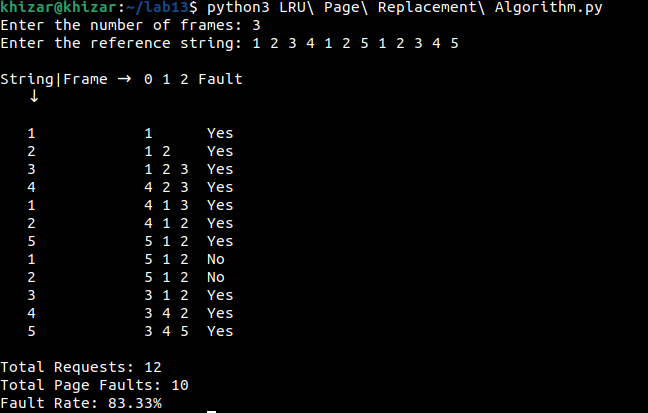 khizar@khizar:~/lab13$ python3 LRU\ Page\ Replacement\ Algorithm.py
Enter the number of frames: 3
Enter the reference string: 1 2 3 4 1 2 5 1 2 3 4 5
String|Frame → 0 1 2 Fault
↓
1 1 Yes
2 1 2 Yes
3 1 2 3 Yes
4 4 2 3 Yes
1 4 1 3 Yes
2 4 1 2 Yes
5 5 1 2 Yes
1 5 1 2 No
2 5 1 2 No
3 3 1 2 Yes
4 3 4 2 Yes
5 3 4 5 Yes
Total Requests: 12
Total Page Faults: 10
Fault Rate: 83.33%